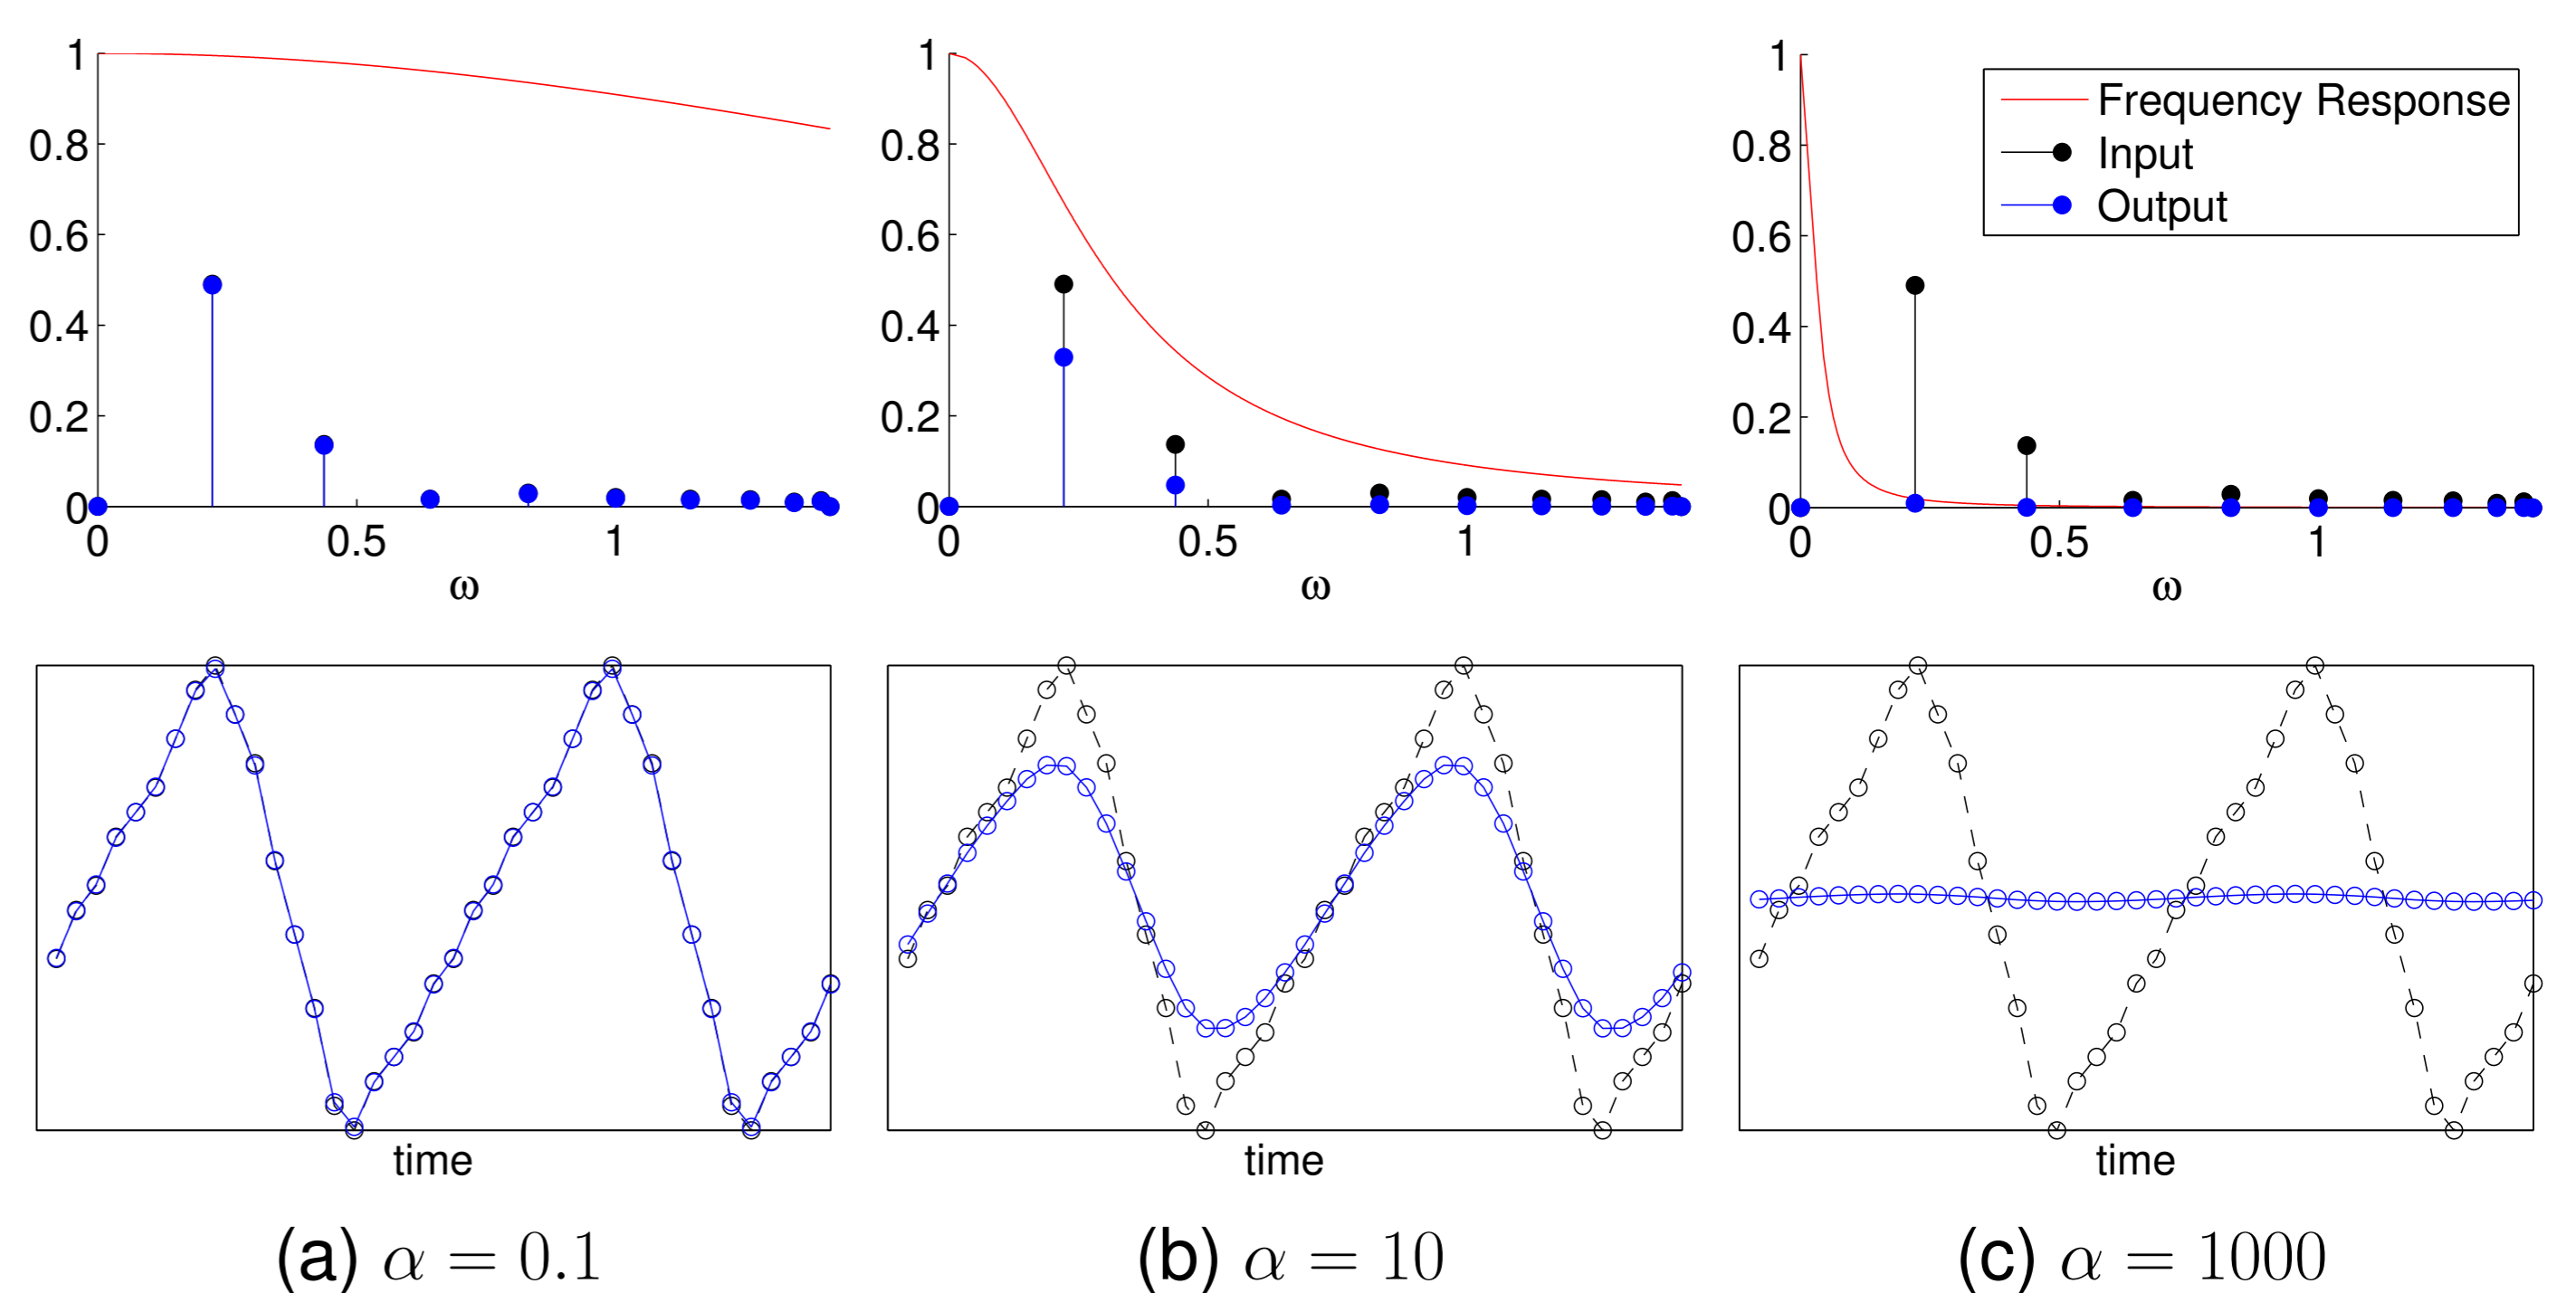 1
0.8
0.6
0.4
0.2
0
0 0.5 1
ω
1
0.8
0.6
0.4
0.2
0
0 0.5 1
ω
1
0.8
0.6
0.4
0.2
0
0 0.5 1
ω
Frequency Response
Input
Output
time
time
time
(a) α = 0.1
(b) α = 10
(c) α = 1000